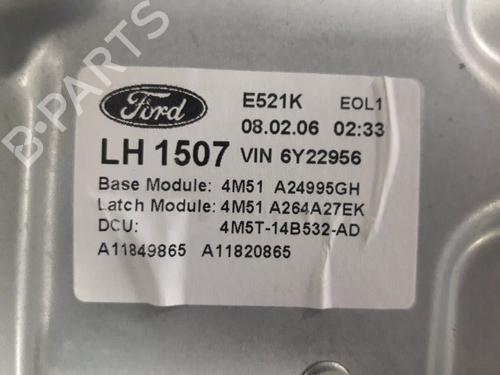 B-PARTS
Ford
E521K EOL1
08.02.06 02:33
LH 1507 VIN 6Y22956
Base Module: 4M51 A24995GH
Latch Module: 4M51 A264A27EK
DCU: 4M5T-14B532-AD
A11849865 A11820865